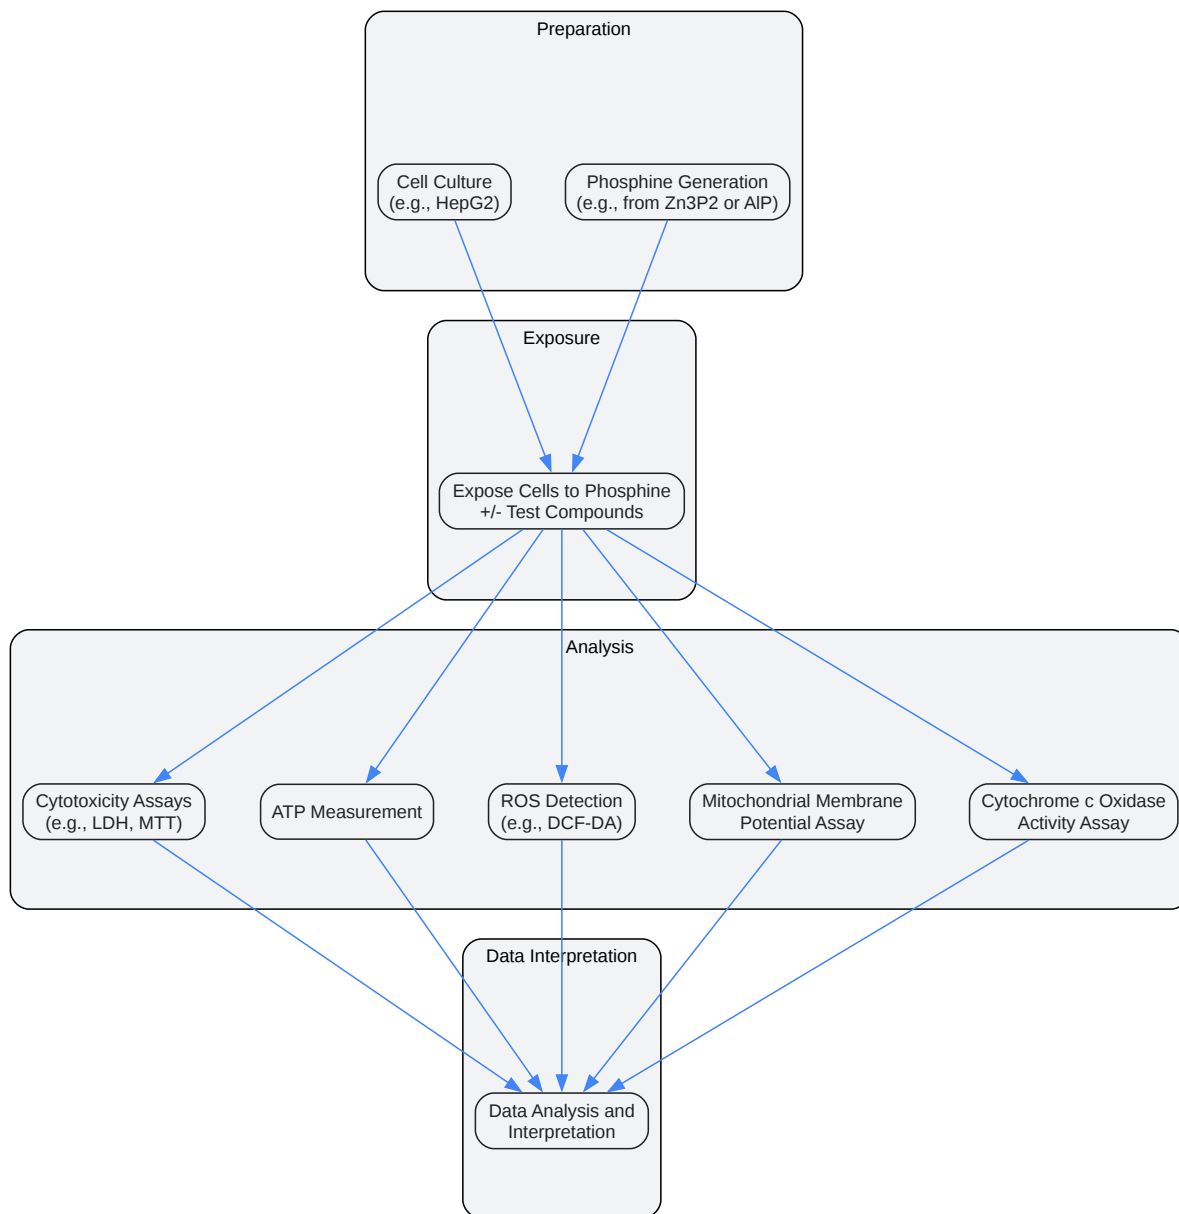 Preparation
Cell Culture
(e.g., HepG2)
Phosphine Generation
(e.g., from Zn3P2 or AlP)
Exposure
Expose Cells to Phosphine
+/- Test Compounds
Analysis
Cytotoxicity Assays
(e.g., LDH, MTT)
ATP Measurement
ROS Detection
(e.g., DCF-DA)
Mitochondrial Membrane
Potential Assay
Cytochrome c Oxidase
Activity Assay
Data Interpretation
Data Analysis and
Interpretation